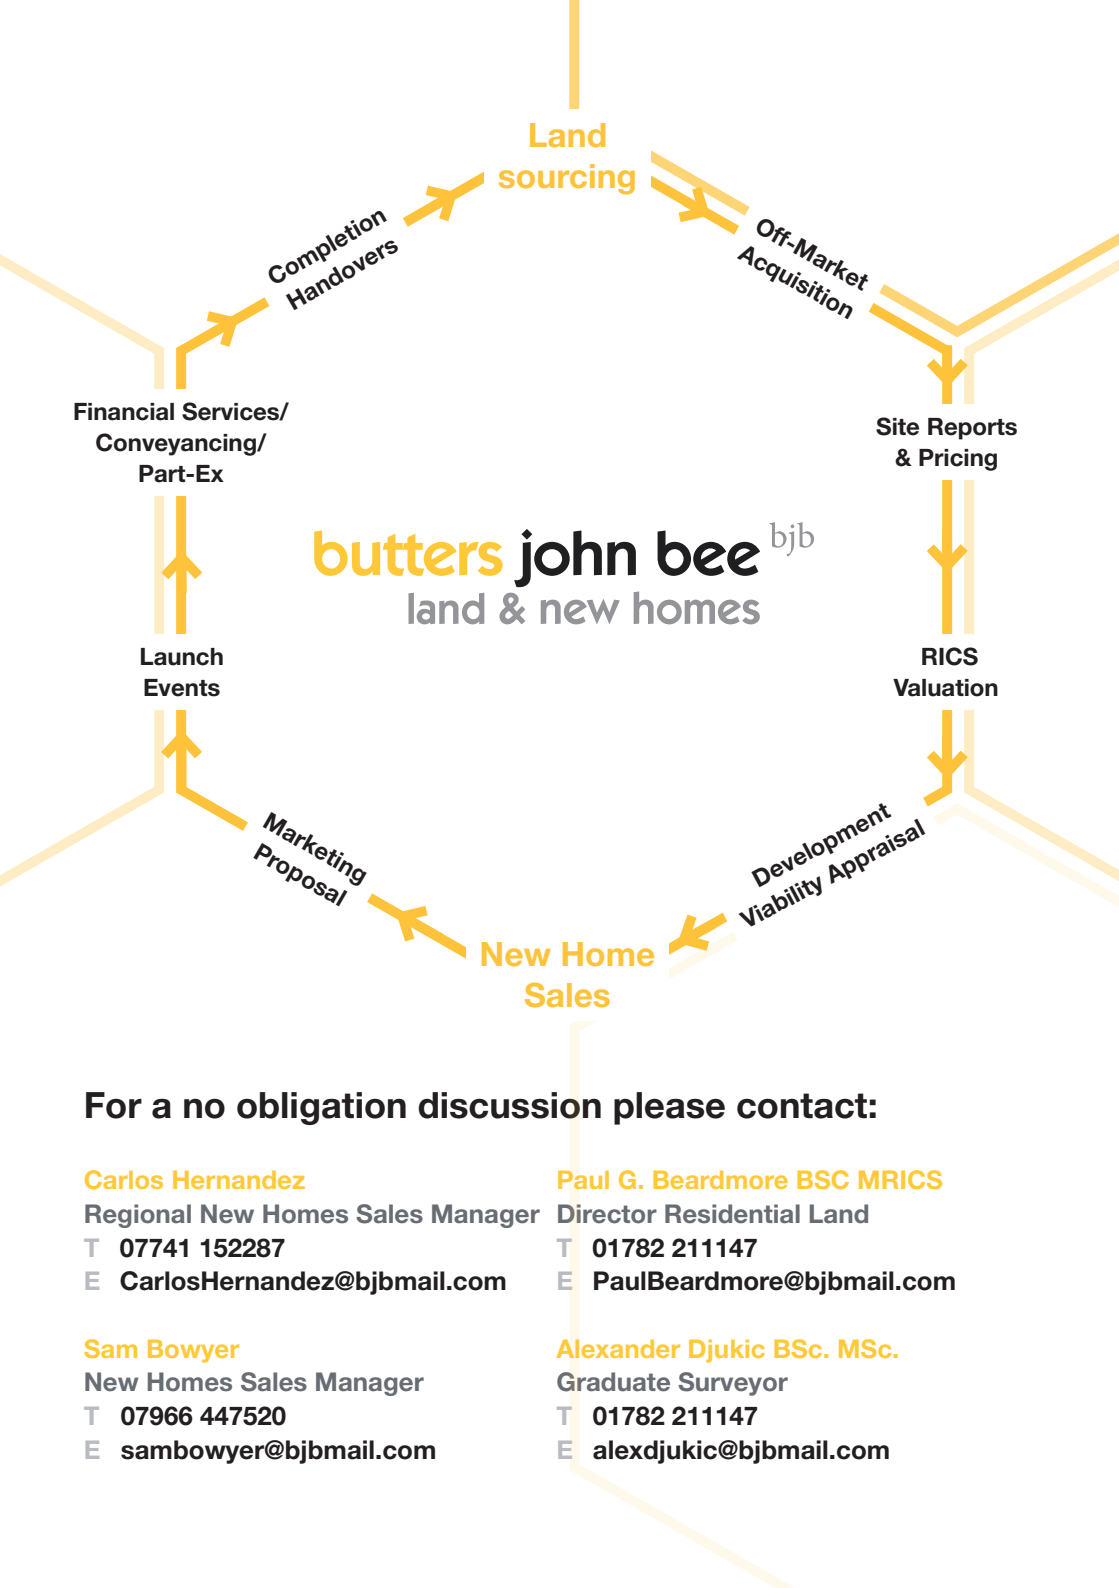 Land
sourcing
Off-Market
Acquisition
Site Reports
& Pricing
RICS
Valuation
Development
Viability Appraisal
New Home
Sales
Marketing
Proposal
Launch
Events
Financial Services/
Conveyancing/
Part-Ex
Completion
Handovers
butters john bee bjb
land & new homes
For a no obligation discussion please contact:
Carlos Hernandez
Regional New Homes Sales Manager
T 07741 152287
E CarlosHernandez@bjbmail.com
Paul G. Beardmore BSC MRICS
Director Residential Land
T 01782 211147
E PaulBeardmore@bjbmail.com
Sam Bowyer
New Homes Sales Manager
T 07966 447520
E sambowyer@bjbmail.com
Alexander Djukic BSc. MSc.
Graduate Surveyor
T 01782 211147
E alexdjukic@bjbmail.com